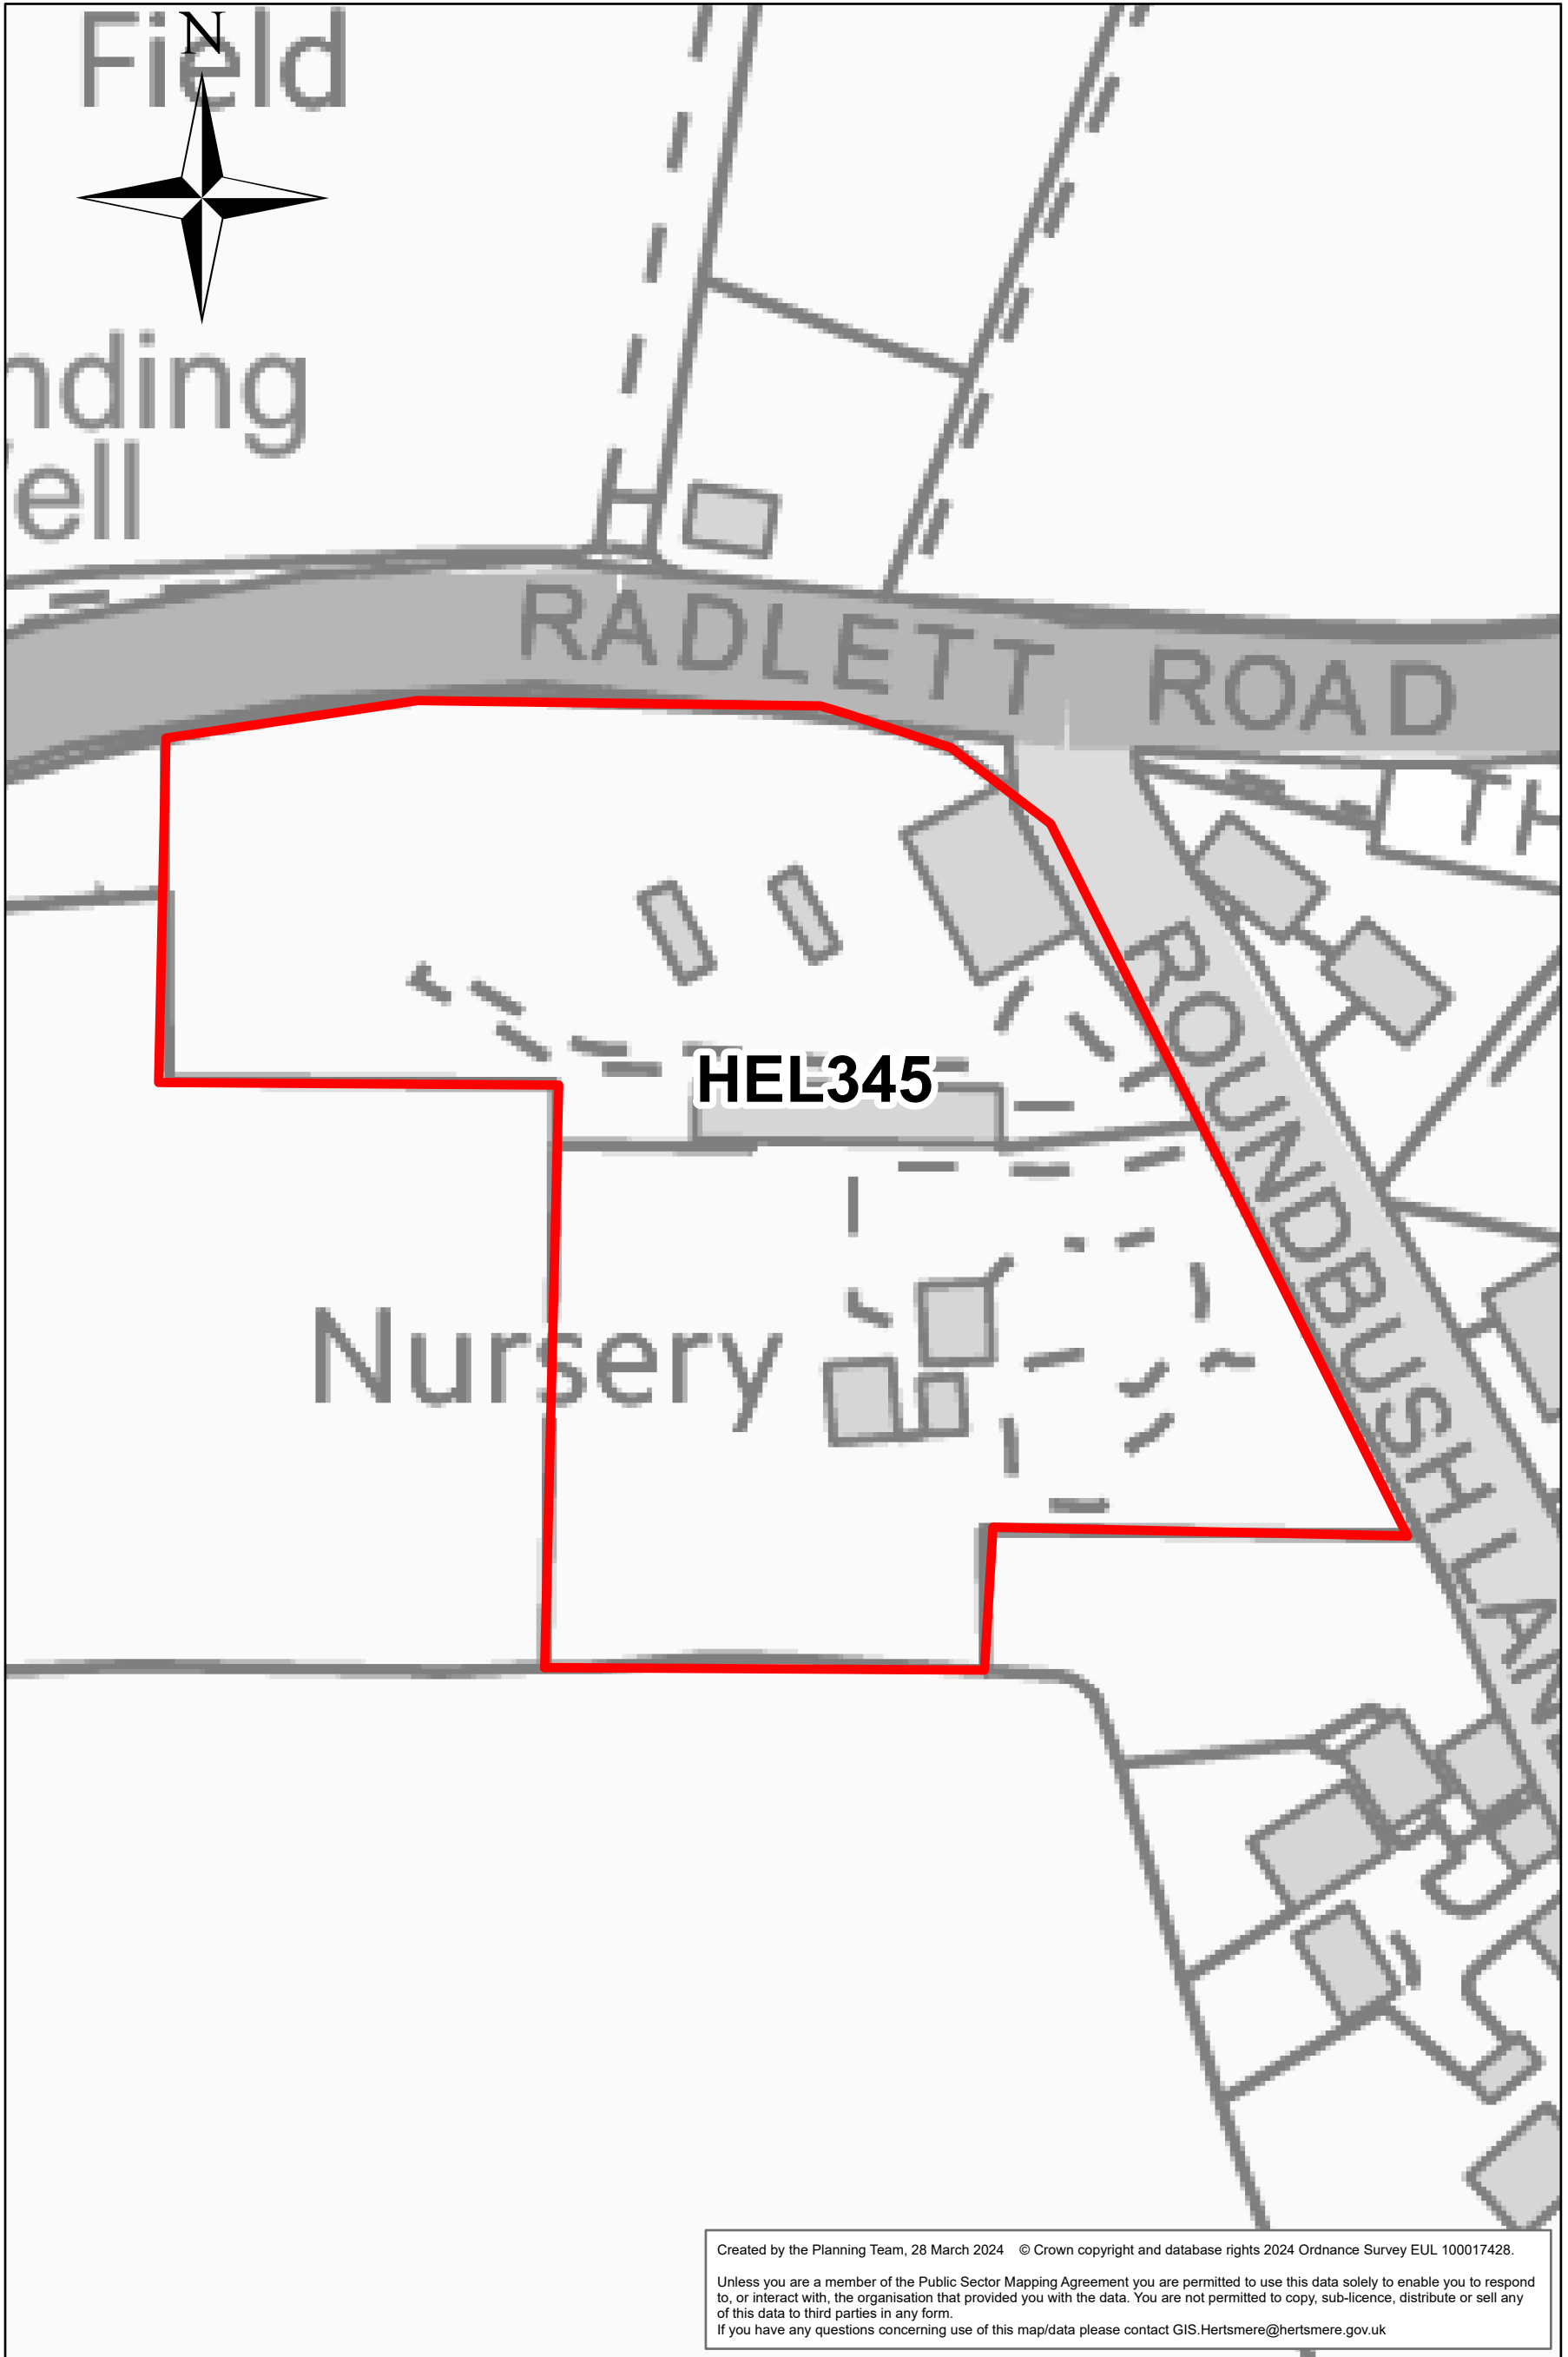 N
Field
nding
ell
RADLETT ROAD
HEL345
ROUNDBUSH LAN
Nursery
Created by the Planning Team, 28 March 2024 © Crown copyright and database rights 2024 Ordnance Survey EUL 100017428.
Unless you are a member of the Public Sector Mapping Agreement you are permitted to use this data solely to enable you to respond
to, or interact with, the organisation that provided you with the data. You are not permitted to copy, sub-licence, distribute or sell any
of this data to third parties in any form.
If you have any questions concerning use of this map/data please contact GIS.Hertsmere@hertsmere.gov.uk